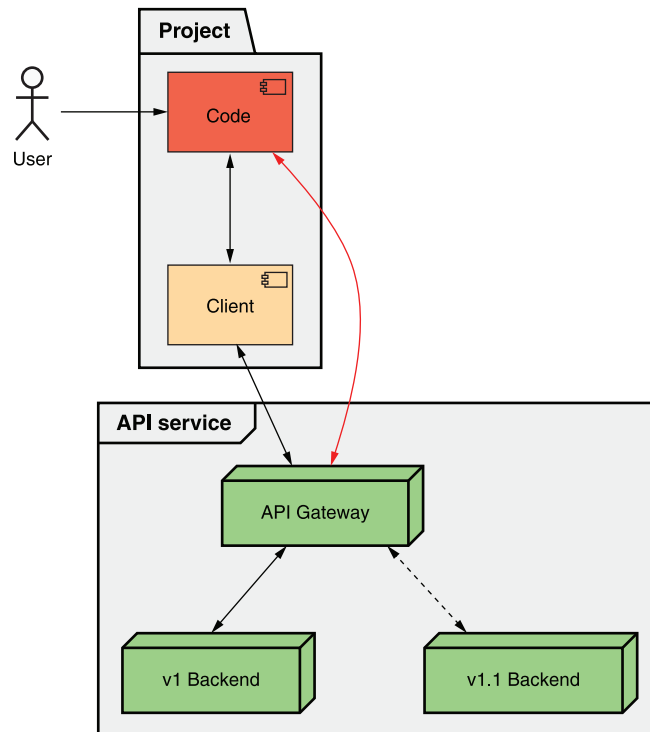 Project
Code
User
Client
API service
API Gateway
v1 Backend
v1.1 Backend